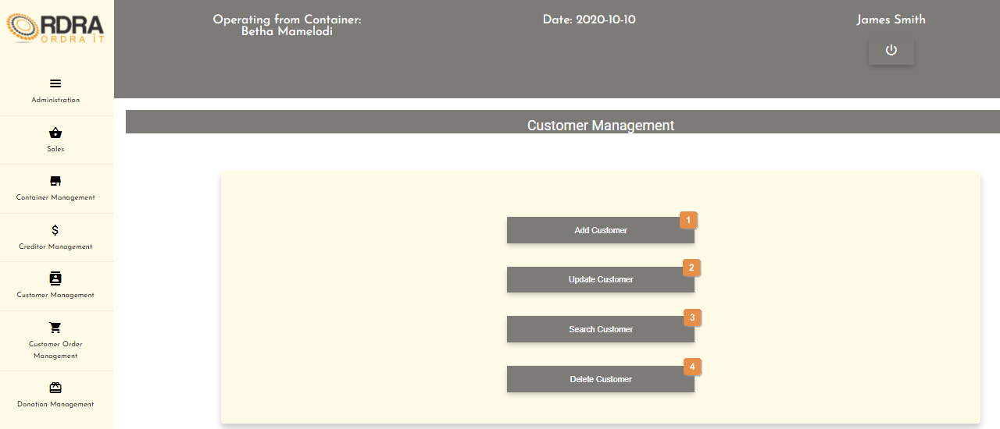 RDRA
ORDRA IT
Operating from Container:
Betha Mamelodi
Date: 2020-10-10
James Smith
Administration
Sales
Container Management
Creditor Management
Customer Management
Customer Order
Management
Donation Management
Customer Management
1
Add Customer
2
Update Customer
3
Search Customer
4
Delete Customer